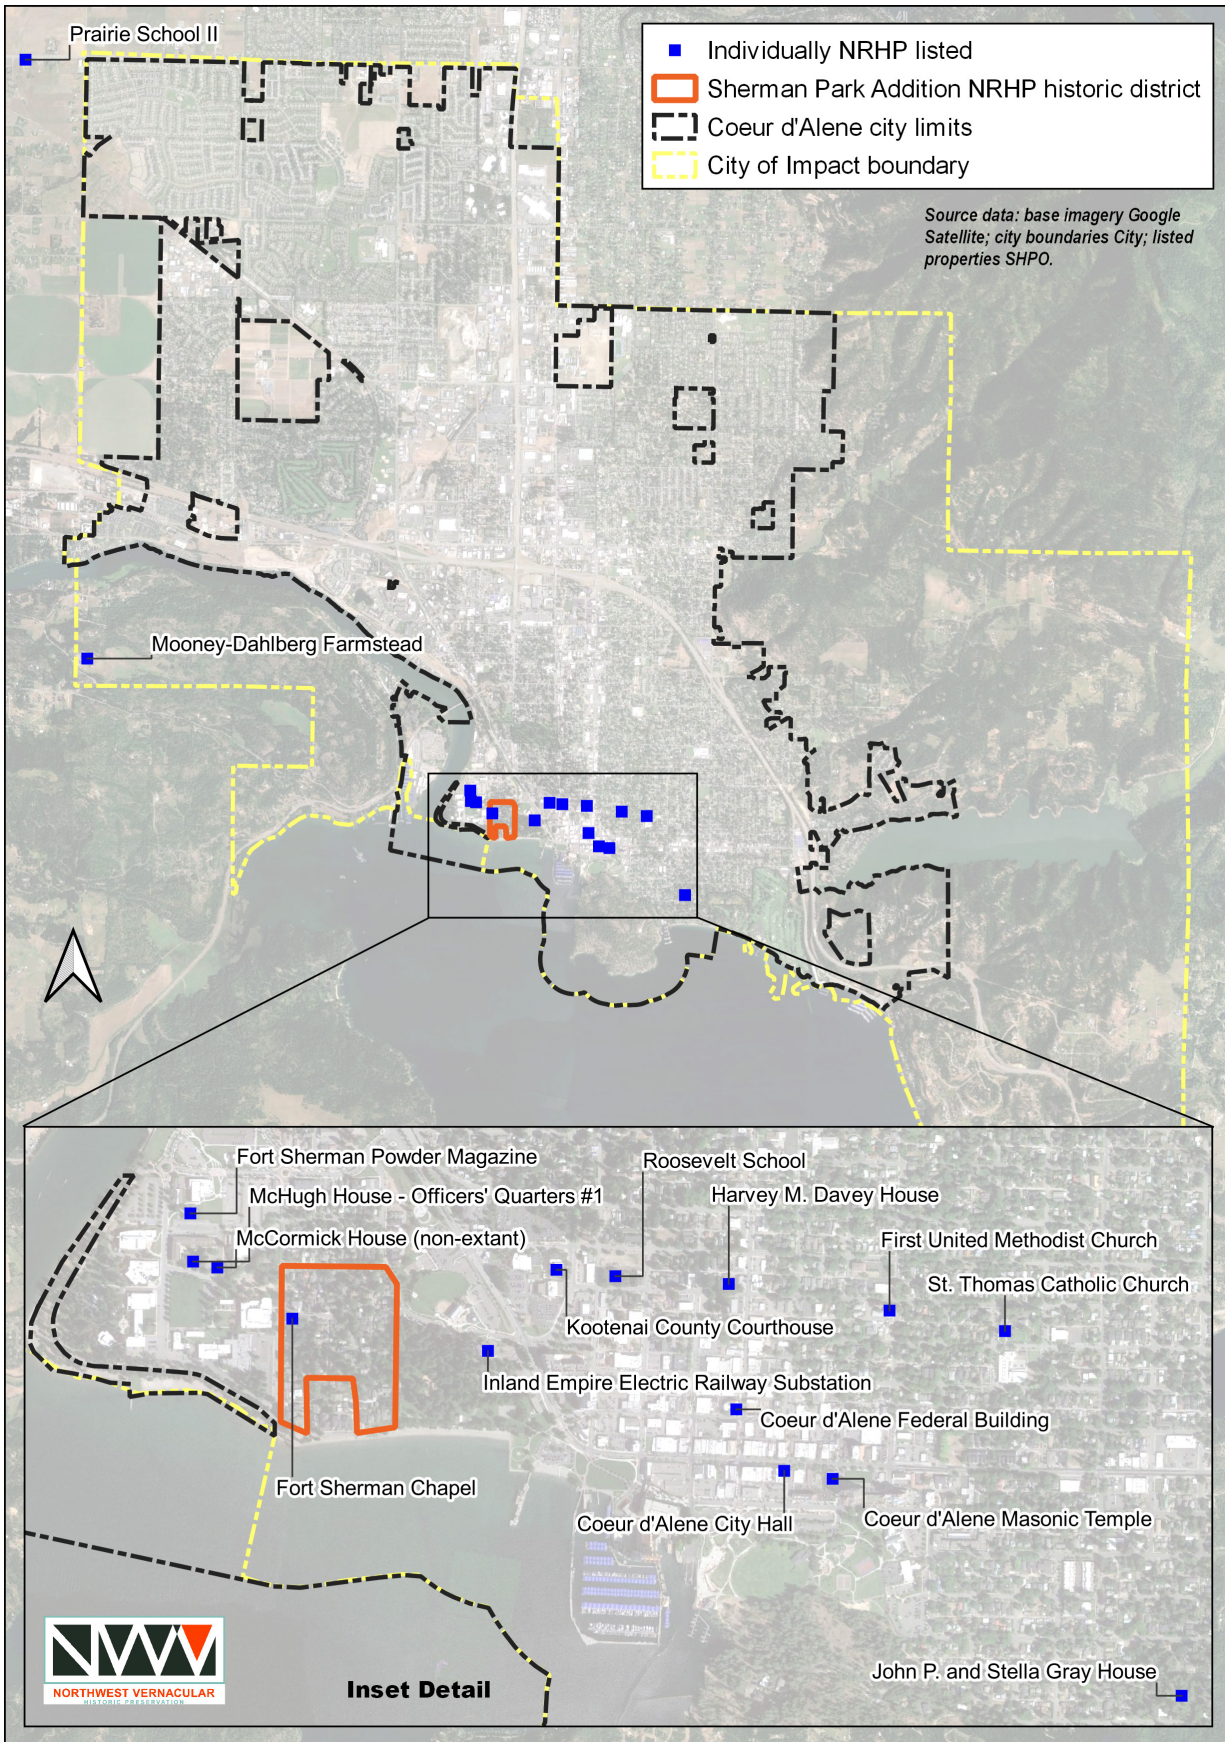 Prairie School II
Individually NRHP listed
Sherman Park Addition NRHP historic district
Coeur d'Alene city limits
City of Impact boundary
Source data: base imagery Google
Satellite; city boundaries City; listed
properties SHPO.
Mooney-Dahlberg Farmstead
Fort Sherman Powder Magazine
McHugh House - Officers' Quarters #1
McCormick House (non-extant)
Roosevelt School
Harvey M. Davey House
First United Methodist Church
St. Thomas Catholic Church
Kootenai County Courthouse
Inland Empire Electric Railway Substation
Coeur d'Alene Federal Building
Fort Sherman Chapel
Coeur d'Alene City Hall
Coeur d'Alene Masonic Temple
John P. and Stella Gray House
Inset Detail
NWV
NORTHWEST VERNACULAR
HISTORIC PRESERVATION